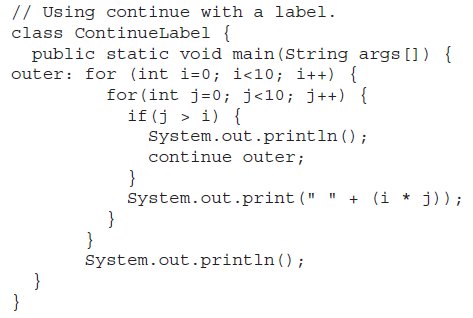 // Using continue with a label.
class ContinueLabel {
  public static void main(String args[]) {
outer: for (int i=0; i<10; i++) {
         for(int j=0; j<10; j++) {
           if(j > i) {
             System.out.println();
             continue outer;
           }
           System.out.print(" " + (i * j));
         }
       }
       System.out.println();
  }
}